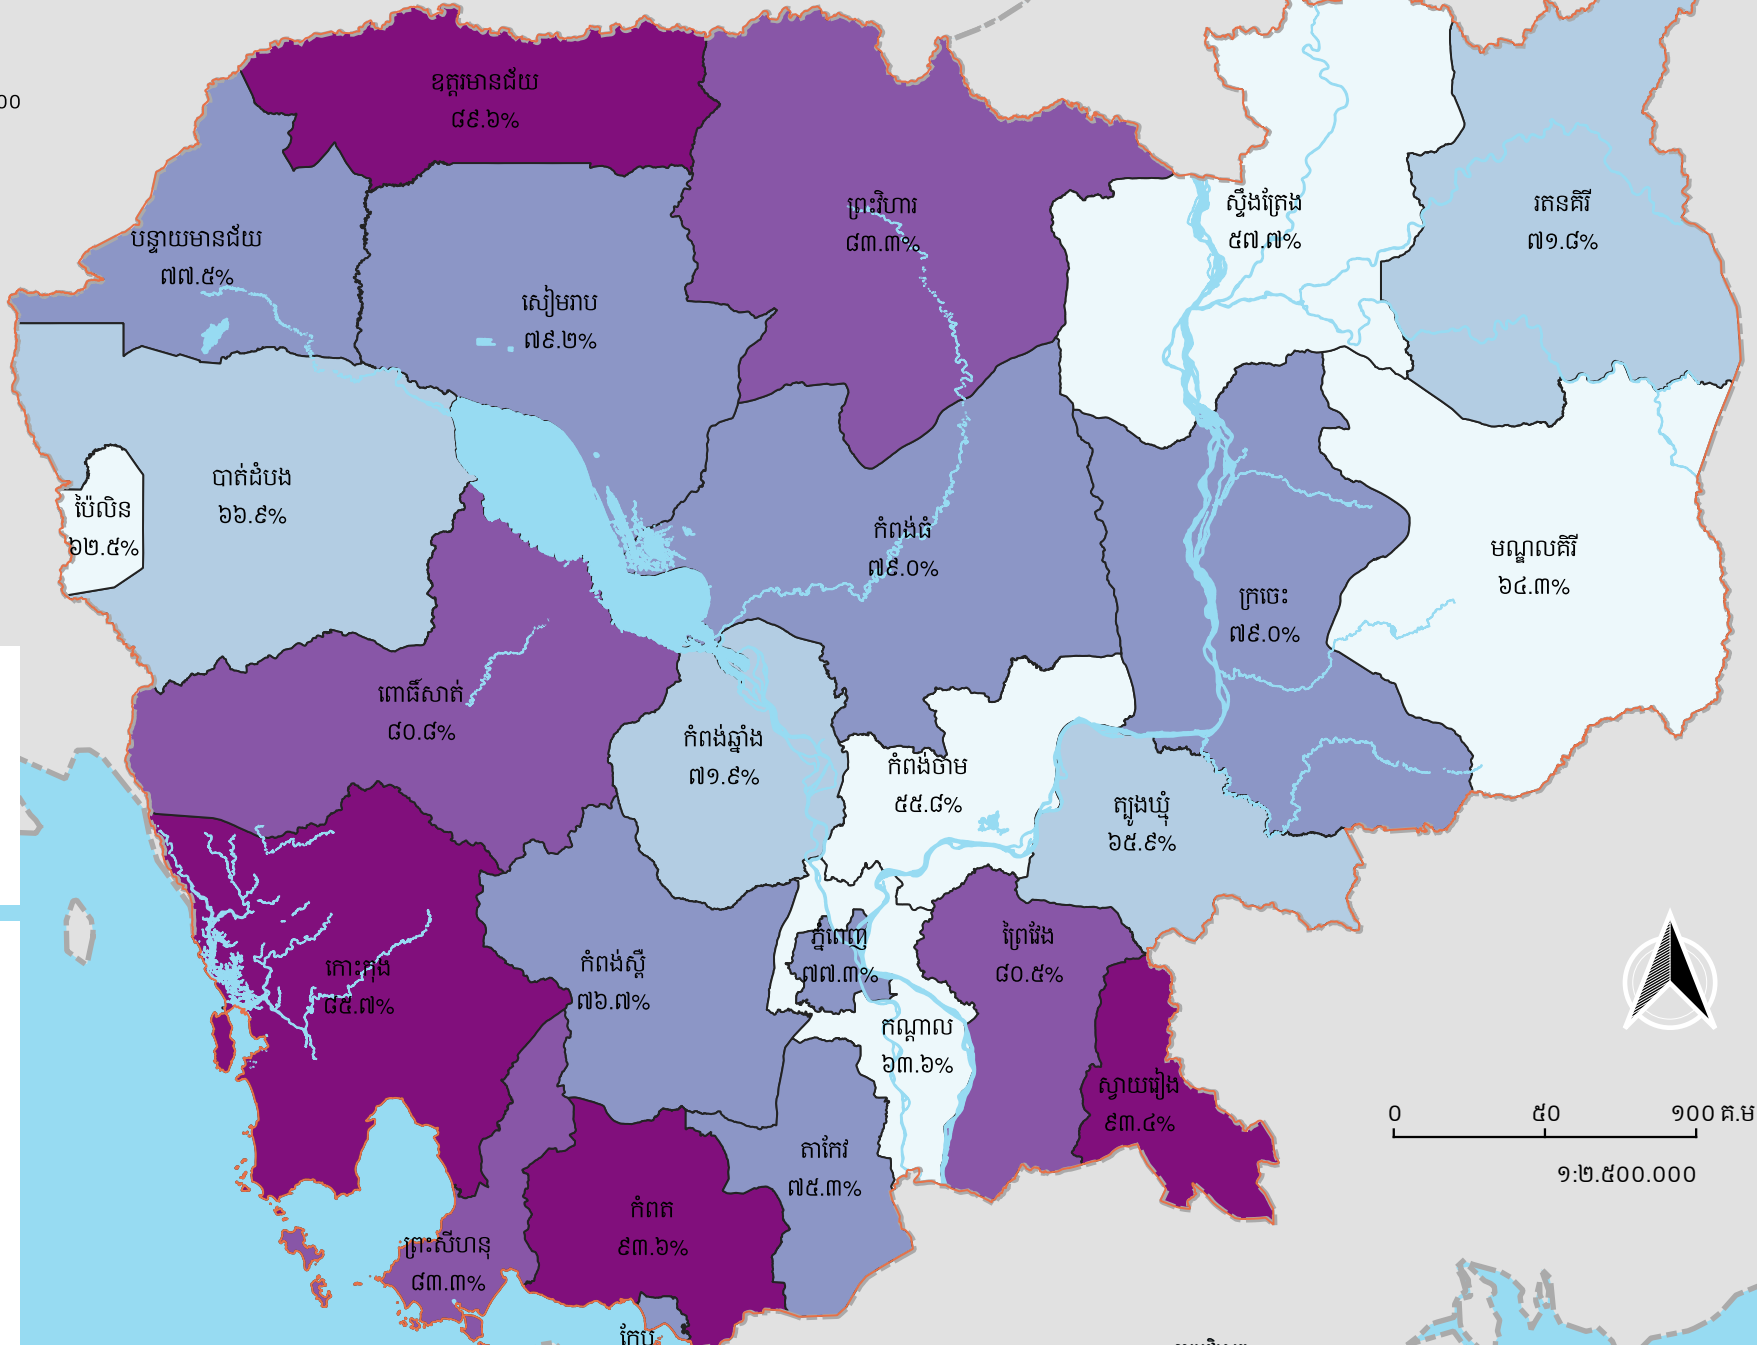 ឧត្តរមានជ័យ
៨៩.៦%
00
ព្រះវិហារ
៨៣.៣%
ស្ទឹងត្រែង
៥៧.៧%
រតនគិរី
៧១.៨%
បន្ទាយមានជ័យ
៧៧.៥%
សៀមរាប
៧៩.២%
បាត់ដំបង
៦៦.៩%
ប៉ៃលិន
៦២.៥%
កំពង់ធំ
៧៩.០%
មណ្ឌលគិរី
៦៤.៣%
ក្រចេះ
៧៩.០%
ពោធិ៍សាត់
៨០.៨%
កំពង់ឆ្នាំង
៧១.៩%
កំពង់ចាម
៥៥.៨%
ត្បូងឃ្មុំ
៦៥.៩%
ភ្នំពេញ
៧៧.៣%
ព្រៃវែង
៨០.៥%
កំពង់ស្ពឺ
៧៦.៧%
កោះកុង
៨៥.៧%
កណ្ដាល
៦៣.៦%
ស្វាយរៀង
៩៣.៤%
០ ៥០ ១០០ គ.ម
១:២.៥០០.០០០
តាកែវ
៧៥.៣%
កំពត
៩៣.៦%
ព្រះសីហនុ
៨៣.៣%
កែប